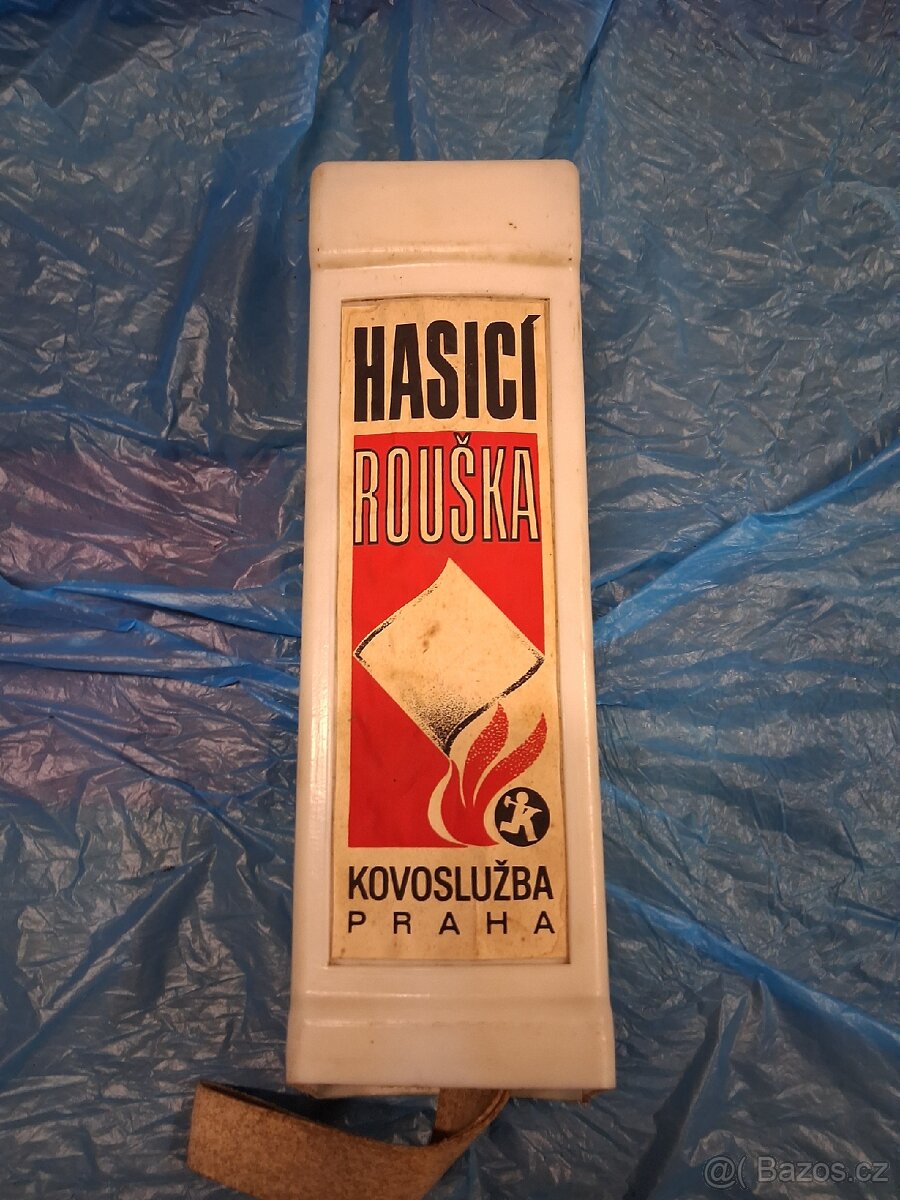 HASICÍ
ROUŠKA
K
KOVOSLUŽBA
PRAHA
@( Bazos.cz